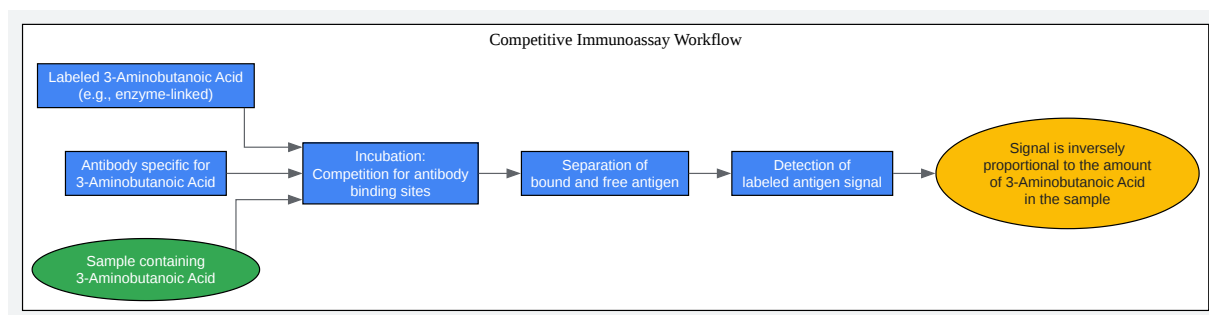 Competitive Immunoassay Workflow
Labeled 3-Aminobutanoic Acid
(e.g., enzyme-linked)
Antibody specific for
3-Aminobutanoic Acid
Sample containing
3-Aminobutanoic Acid
Incubation:
Competition for antibody
binding sites
Separation of
bound and free antigen
Detection of
labeled antigen signal
Signal is inversely
proportional to the amount
of 3-Aminobutanoic Acid
in the sample